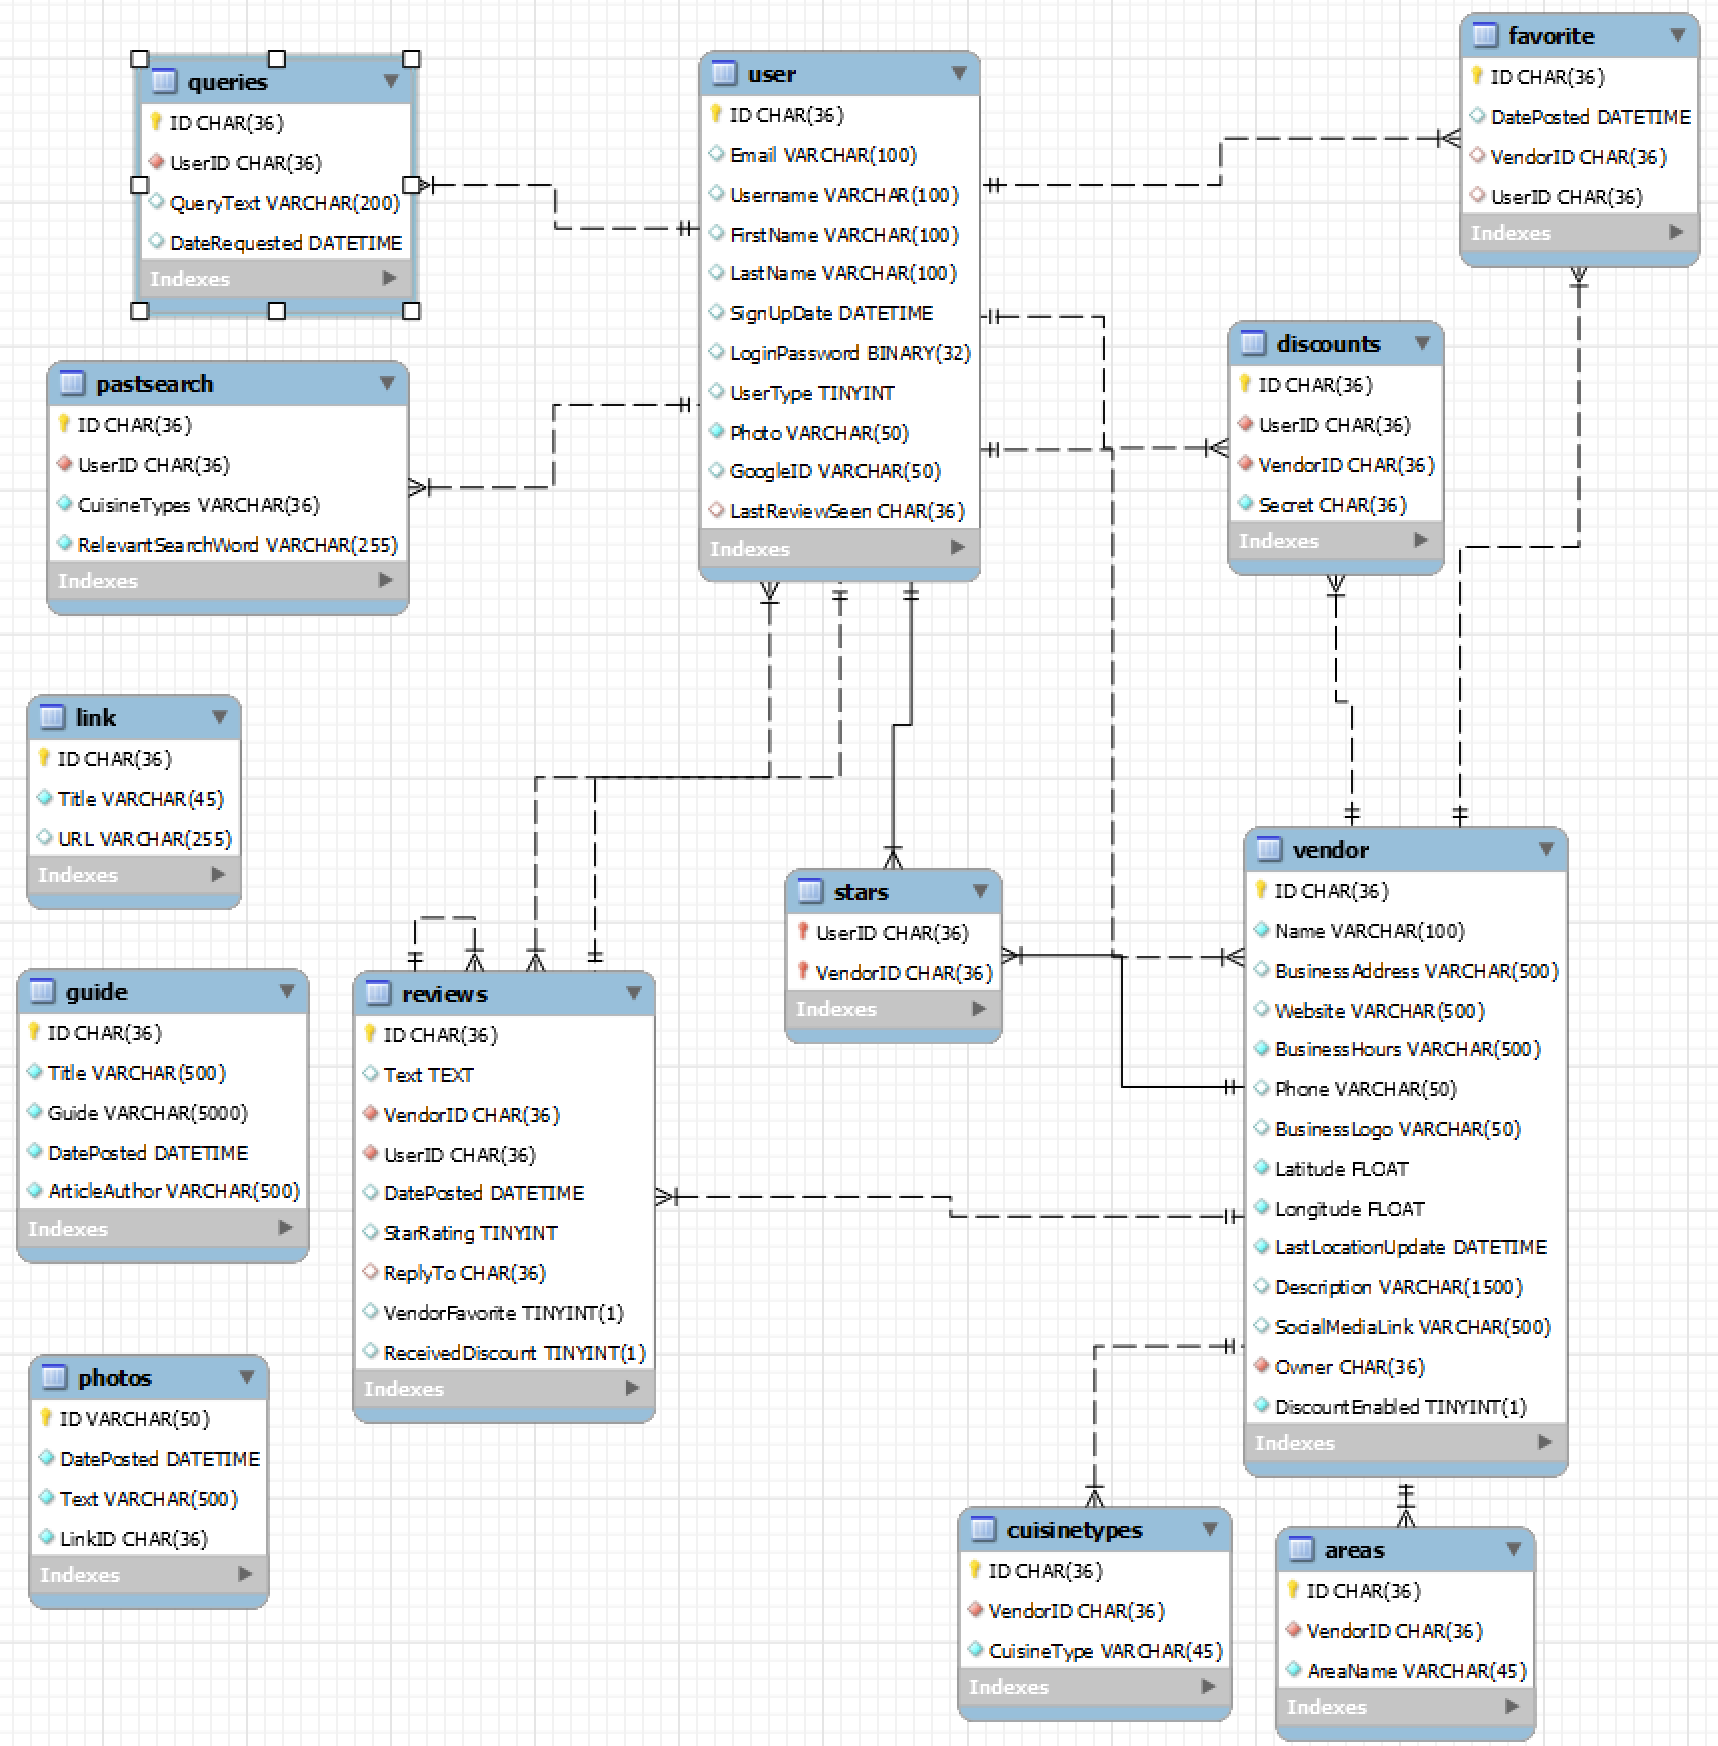 queries
ID CHAR(36)
UserID CHAR(36)
QueryText VARCHAR(200)
DateRequested DATETIME
Indexes
user
ID CHAR(36)
Email VARCHAR(100)
Username VARCHAR(100)
FirstName VARCHAR(100)
LastName VARCHAR(100)
SignUpDate DATETIME
LoginPassword BINARY(32)
UserType TINYINT
Photo VARCHAR(50)
GoogleID VARCHAR(50)
LastReviewSeen CHAR(36)
Indexes
favorite
ID CHAR(36)
DatePosted DATETIME
VendorID CHAR(36)
UserID CHAR(36)
Indexes
discounts
ID CHAR(36)
UserID CHAR(36)
VendorID CHAR(36)
Secret CHAR(36)
Indexes
pastsearch
ID CHAR(36)
UserID CHAR(36)
CuisineTypes VARCHAR(36)
RelevantSearchWord VARCHAR(255)
Indexes
link
ID CHAR(36)
Title VARCHAR(45)
URL VARCHAR(255)
Indexes
guide
ID CHAR(36)
Title VARCHAR(500)
Guide VARCHAR(5000)
DatePosted DATETIME
ArticleAuthor VARCHAR(500)
Indexes
reviews
ID CHAR(36)
Text TEXT
VendorID CHAR(36)
UserID CHAR(36)
DatePosted DATETIME
StarRating TINYINT
ReplyTo CHAR(36)
VendorFavorite TINYINT(1)
ReceivedDiscount TINYINT(1)
Indexes
stars
UserID CHAR(36)
VendorID CHAR(36)
Indexes
vendor
ID CHAR(36)
Name VARCHAR(100)
BusinessAddress VARCHAR(500)
Website VARCHAR(500)
BusinessHours VARCHAR(500)
Phone VARCHAR(50)
BusinessLogo VARCHAR(50)
Latitude FLOAT
Longitude FLOAT
LastLocationUpdate DATETIME
Description VARCHAR(1500)
SocialMediaLink VARCHAR(500)
Owner CHAR(36)
DiscountEnabled TINYINT(1)
Indexes
photos
ID VARCHAR(50)
DatePosted DATETIME
Text VARCHAR(500)
LinkID CHAR(36)
Indexes
cuisinetypes
ID CHAR(36)
VendorID CHAR(36)
CuisineType VARCHAR(45)
Indexes
areas
ID CHAR(36)
VendorID CHAR(36)
AreaName VARCHAR(45)
Indexes